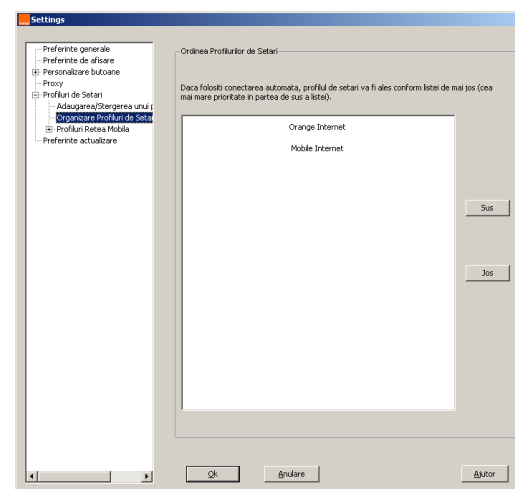 Settings
Preferinte generale
Preferinte de afisare
Personalizare butoane
Proxy
Profiluri de Setari
Adaugarea/Stergerea unui
Organizare Profiluri de Setar
Profiluri Retea Mobila
Preferinte actualizare
Ordinea Profilurilor de Setari
Daca folositi conectarea automata, profilul de setari va fi ales conform listei de mai jos (cea
mai mare prioritate in partea de sus a listei).
Orange Internet
Mobile Internet
Sus
Jos
Ok
Anulare
Ajutor